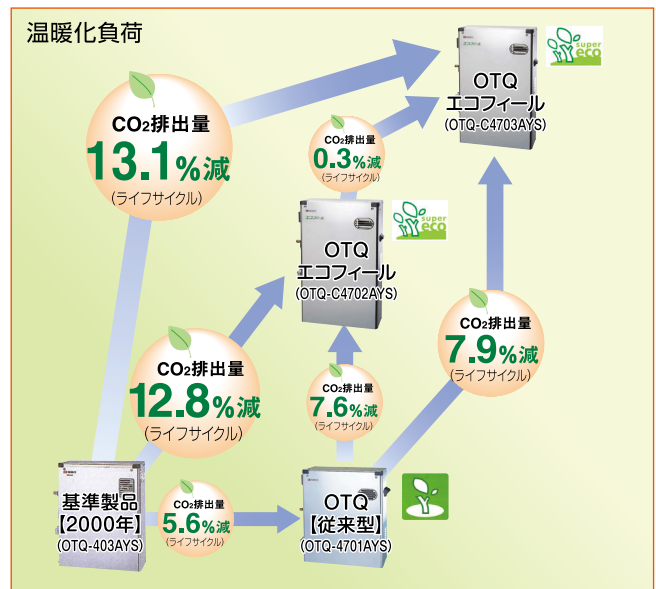 温暖化負荷
super
eco
OTQ
エコフィール
(OTQ-C4703AYS)
CO2排出量
13.1%減
(ライフサイクル)
CO2排出量
0.3%減
(ライフサイクル)
super
eco
OTQ
エコフィール
(OTQ-C4702AYS)
CO2排出量
7.9%減
(ライフサイクル)
CO2排出量
12.8%減
(ライフサイクル)
CO2排出量
7.6%減
(ライフサイクル)
基準製品
【2000年】
(OTQ-403AYS)
CO2排出量
5.6%減
(ライフサイクル)
OTQ
【従来型】
(OTQ-4701AYS)